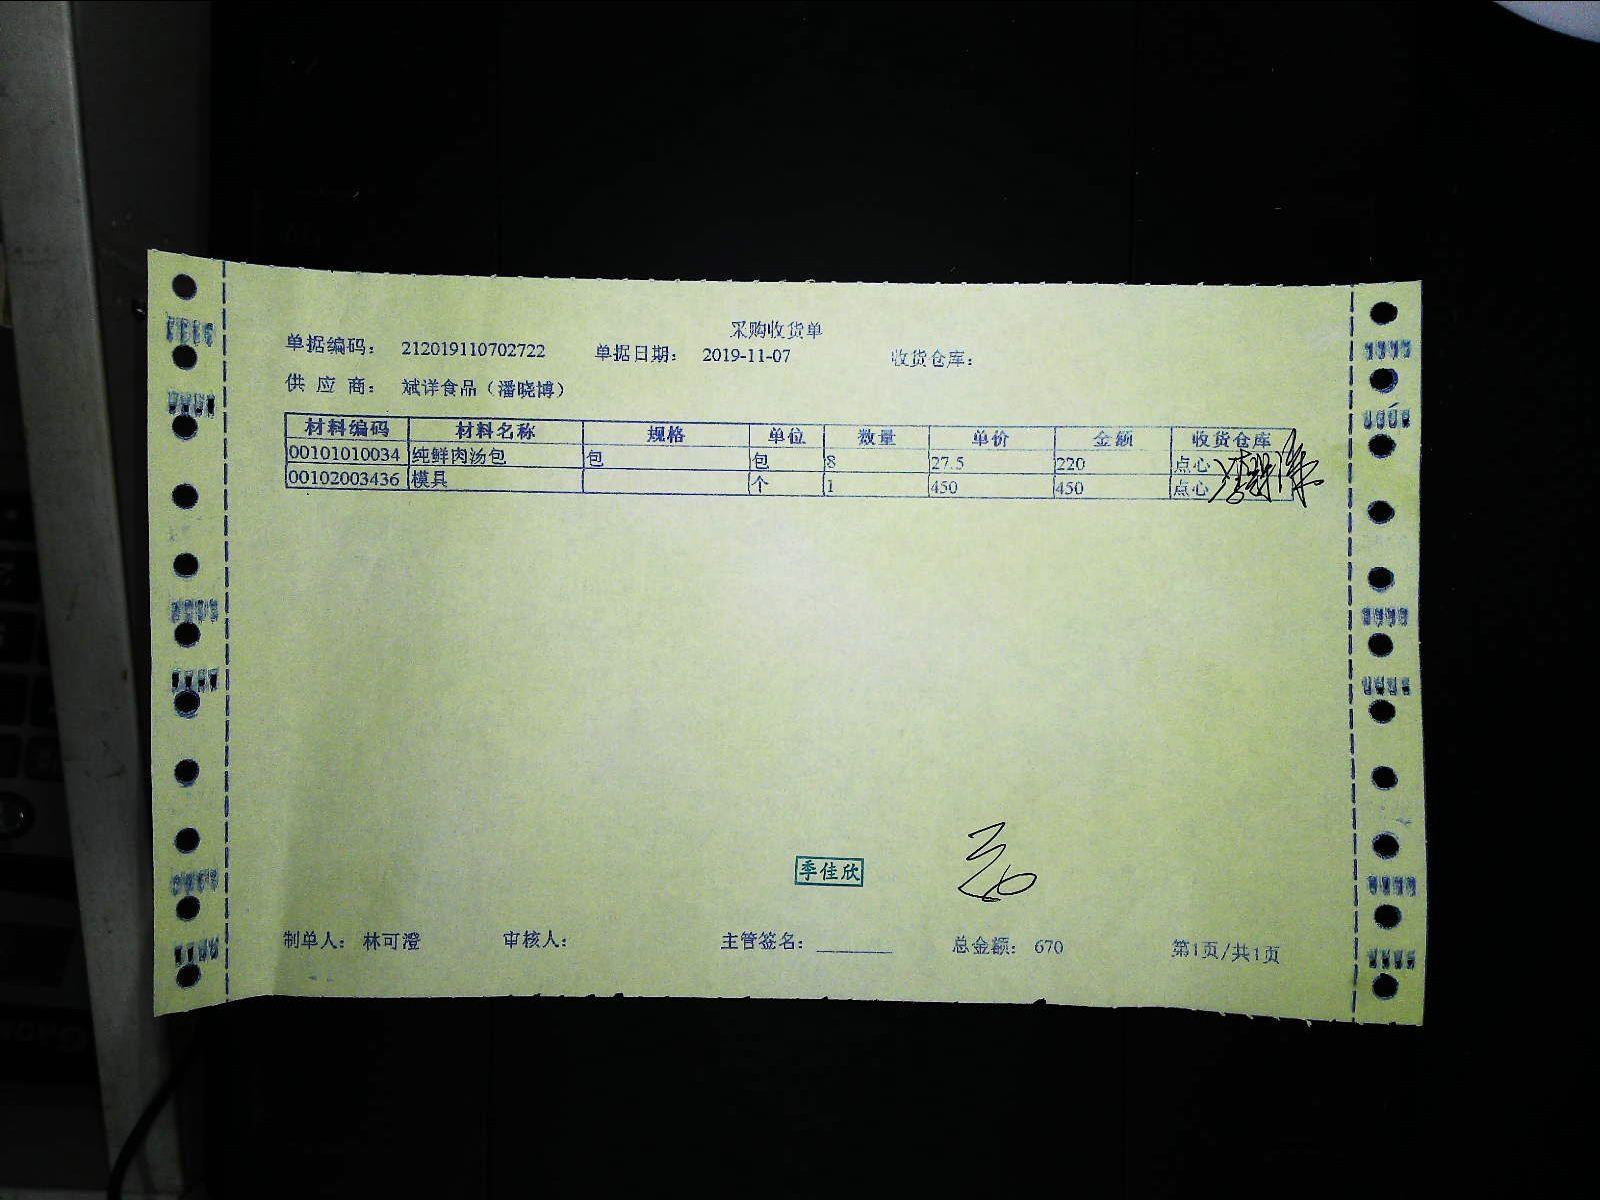 采购收货单
单据编码： 212019110702722 单据日期： 2019-11-07 收货仓库：
供 应 商： 斌详食品（潘晓博）
材料编码 材料名称 规格 单位 数量 单价 金额 收货仓库
00101010034 纯鲜肉汤包 包 包 8 27.5 220 点心
00102003436 模具 个 1 450 450 点心
季佳欣
制单人： 林可澄 审核人： 主管签名： ________ 总金额： 670 第1页/共1页